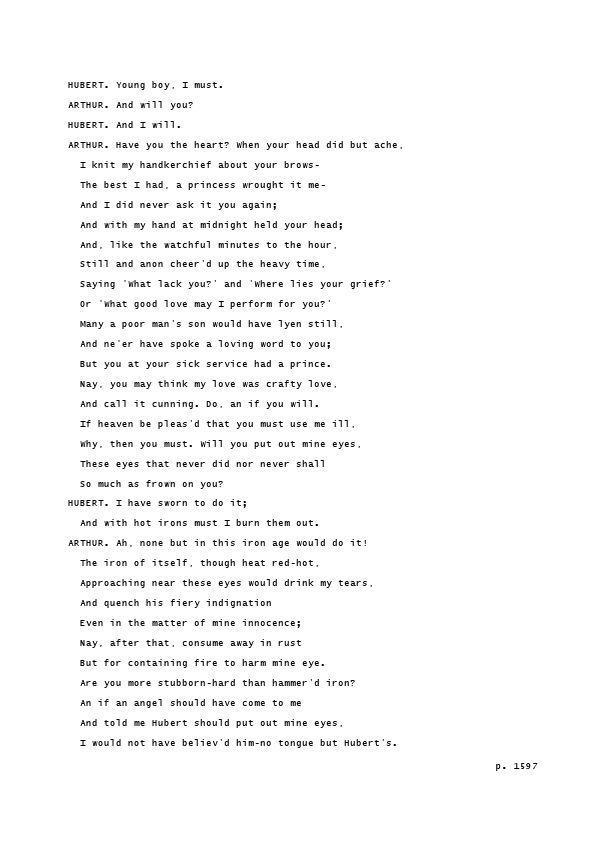 HUBERT. Young boy, I must.
ARTHUR. And will you?
HUBERT. And I will.
ARTHUR. Have you the heart? When your head did but ache,
I knit my handkerchief about your brows-
The best I had, a princess wrought it me-
And I did never ask it you again;
And with my hand at midnight held your head;
And, like the watchful minutes to the hour,
Still and anon cheer'd up the heavy time,
Saying 'What lack you?' and 'Where lies your grief?'
Or 'What good love may I perform for you?'
Many a poor man's son would have lyen still,
And ne'er have spoke a loving word to you;
But you at your sick service had a prince.
Nay, you may think my love was crafty love,
And call it cunning. Do, an if you will.
If heaven be pleas'd that you must use me ill,
Why, then you must. Will you put out mine eyes,
These eyes that never did nor never shall
So much as frown on you?
HUBERT. I have sworn to do it;
And with hot irons must I burn them out.
ARTHUR. Ah, none but in this iron age would do it!
The iron of itself, though heat red-hot,
Approaching near these eyes would drink my tears,
And quench his fiery indignation
Even in the matter of mine innocence;
Nay, after that, consume away in rust
But for containing fire to harm mine eye.
Are you more stubborn-hard than hammer'd iron?
An if an angel should have come to me
And told me Hubert should put out mine eyes,
I would not have believ'd him-no tongue but Hubert's.
p. 1597